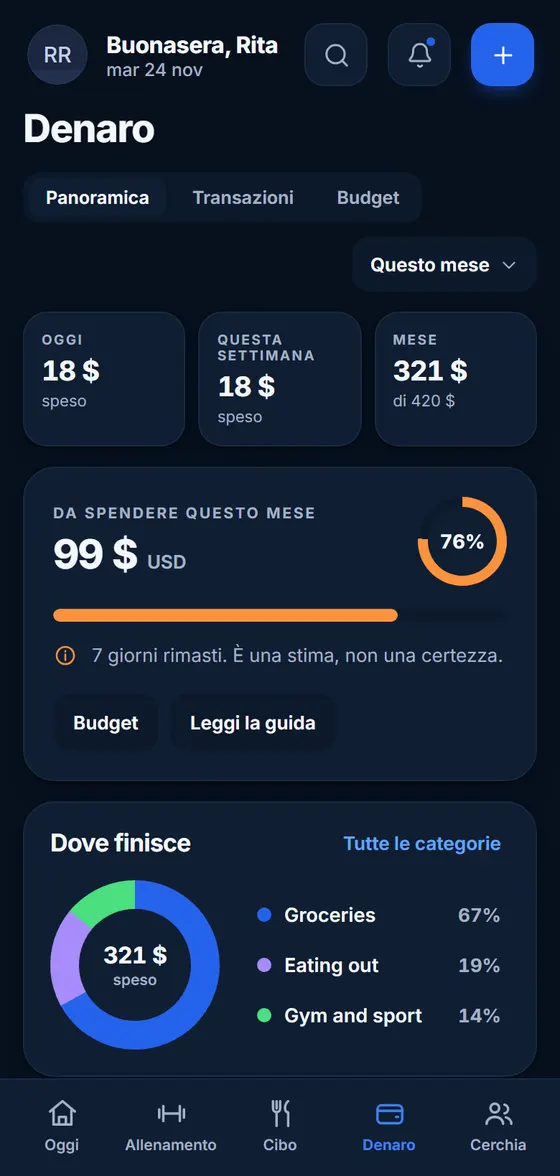 RR
Buonasera, Rita
mar 24 nov
Denaro
Panoramica Transazioni Budget
Questo mese
OGGI
18 $
speso
QUESTA
SETTIMANA
18 $
speso
MESE
321 $
di 420 $
DA SPENDERE QUESTO MESE
99 $ USD
76%
7 giorni rimasti. È una stima, non una certezza.
Budget Leggi la guida
Dove finisce Tutte le categorie
321 $
speso
Groceries 67%
Eating out 19%
Gym and sport 14%
Oggi Allenamento Cibo Denaro Cerchia